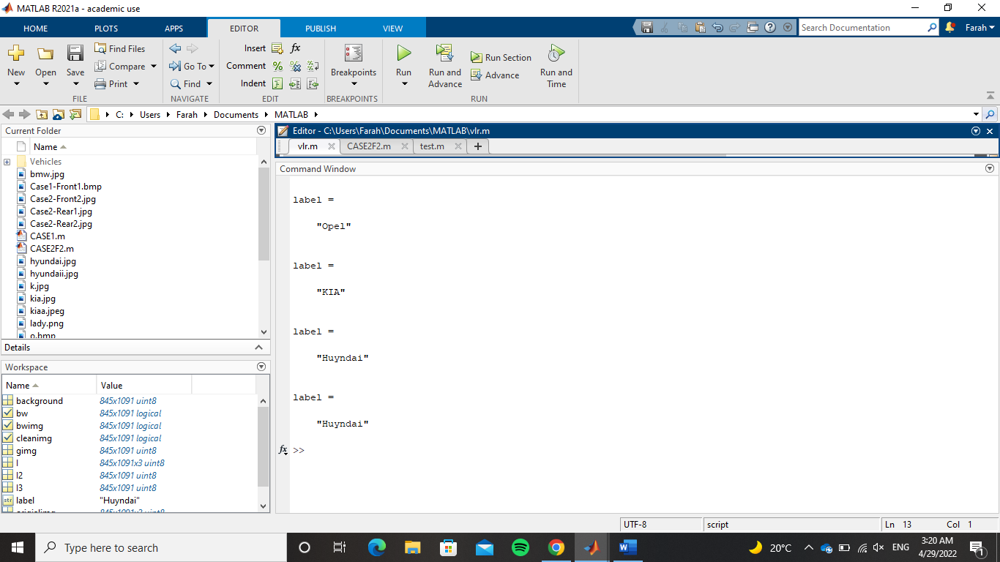 MATLAB R2021a - academic use
HOME PLOTS APPS EDITOR PUBLISH VIEW
Search Documentation
Farah
New Open Save
Find Files
Compare
Print
FILE
Go To
Find
NAVIGATE
Insert fx
Comment
Indent
EDIT
Breakpoints
BREAKPOINTS
Run
Run and Advance
Run Section
Advance
Run and Time
RUN
C: Users Farah Documents MATLAB
Current Folder
Name
Vehicles
bmw.jpg
Case1-Front1.bmp
Case2-Front2.jpg
Case2-Rear1.jpg
Case2-Rear2.jpg
CASE1.m
CASE2F2.m
hyundai.jpg
hyundaii.jpg
k.jpg
kia.jpg
kiaa.jpeg
lady.png
o.bmp
Details
Workspace
Name Value
background 845x1091 uint8
bw 845x1091 logical
bwimg 845x1091 logical
cleanimg 845x1091 logical
gimg 845x1091 uint8
I 845x1091x3 uint8
I2 845x1091 uint8
I3 845x1091 uint8
label "Huyndai"
845x1091x3 uint8
Editor - C:\Users\Farah\Documents\MATLAB\vlr.m
vlr.m CASE2F2.m test.m
Command Window
label =
"Opel"
label =
"KIA"
label =
"Huyndai"
label =
"Huyndai"
fx >>
UTF-8 script Ln 13 Col 1
Type here to search
20°C ENG
3:20 AM
4/29/2022
1